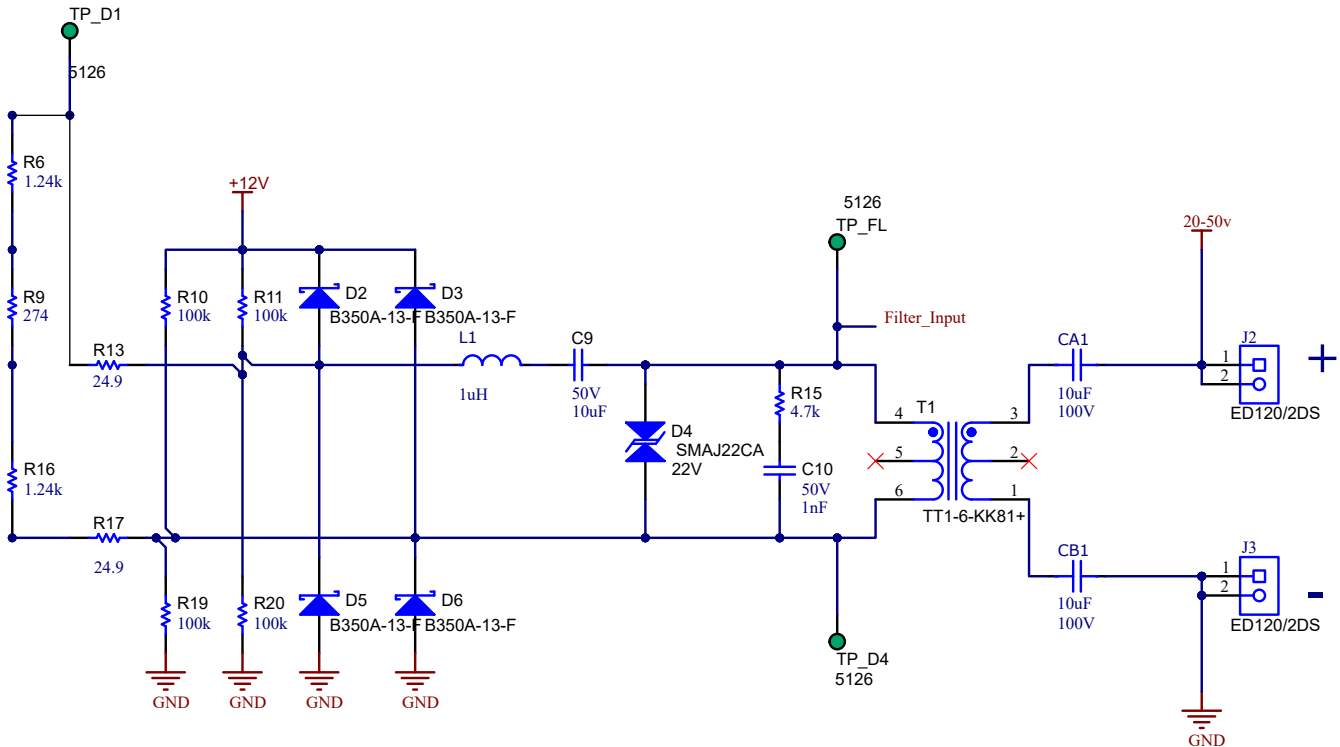 TP_D1
5126
R6
1.24k
R9
274
R13
24.9
R16
1.24k
R17
24.9
+12V
R10
100k
R11
100k
D2
B350A-13-F
D3
B350A-13-F
L1
1uH
C9
50V
10uF
R19
100k
R20
100k
D5
B350A-13-F
D6
B350A-13-F
GND
GND
GND
GND
D4
SMAJ22CA
22V
R15
4.7k
C10
50V
1nF
5126
TP_FL
Filter_Input
TP_D4
5126
T1
4
5
6
3
2
1
TT1-6-KK81+
CA1
10uF
100V
CB1
10uF
100V
20-50v
J2
1
2
+
ED120/2DS
J3
1
2
-
ED120/2DS
GND